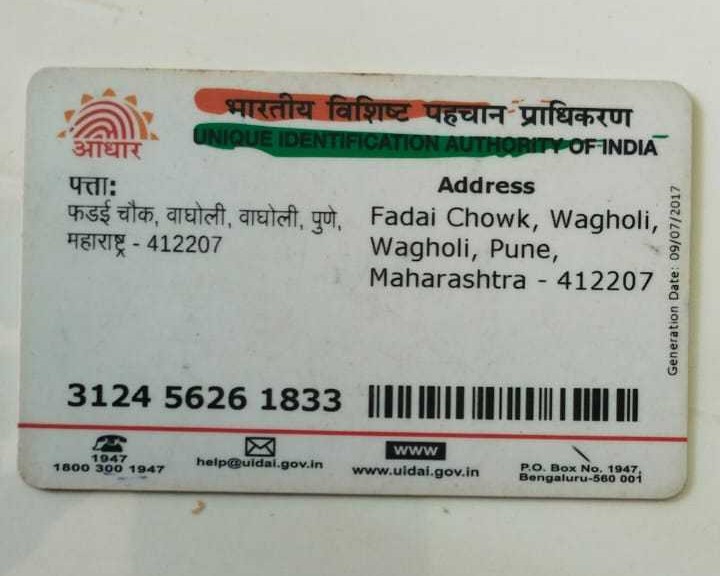 भारतीय विशिष्ट पहचान प्राधिकरण
UNIQUE IDENTIFICATION AUTHORITY OF INDIA
आधार
पत्ता:
फडई चौक, वाघोली, वाघोली, पुणे,
महाराष्ट्र - 412207
Address
Fadai Chowk, Wagholi,
Wagholi, Pune,
Maharashtra - 412207
Generation Date: 09/07/2017
3124 5626 1833
1947
1800 300 1947
help@uidai.gov.in
www
www.uidai.gov.in
P.O. Box No. 1947,
Bengaluru-560 001